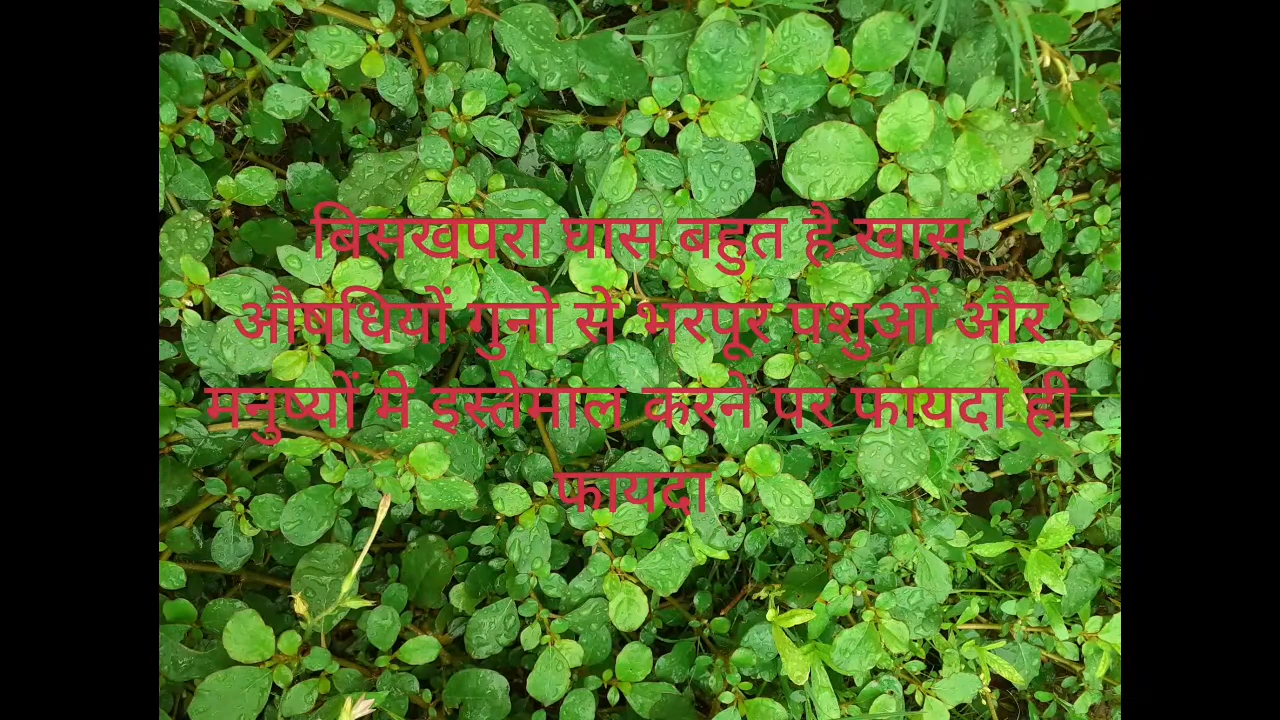 बिसखपरा घास बहुत है खास
औषधियों गुनो से भरपूर पशुओं और
मनुष्यों मे इस्तेमाल करने पर फायदा ही
फायदा